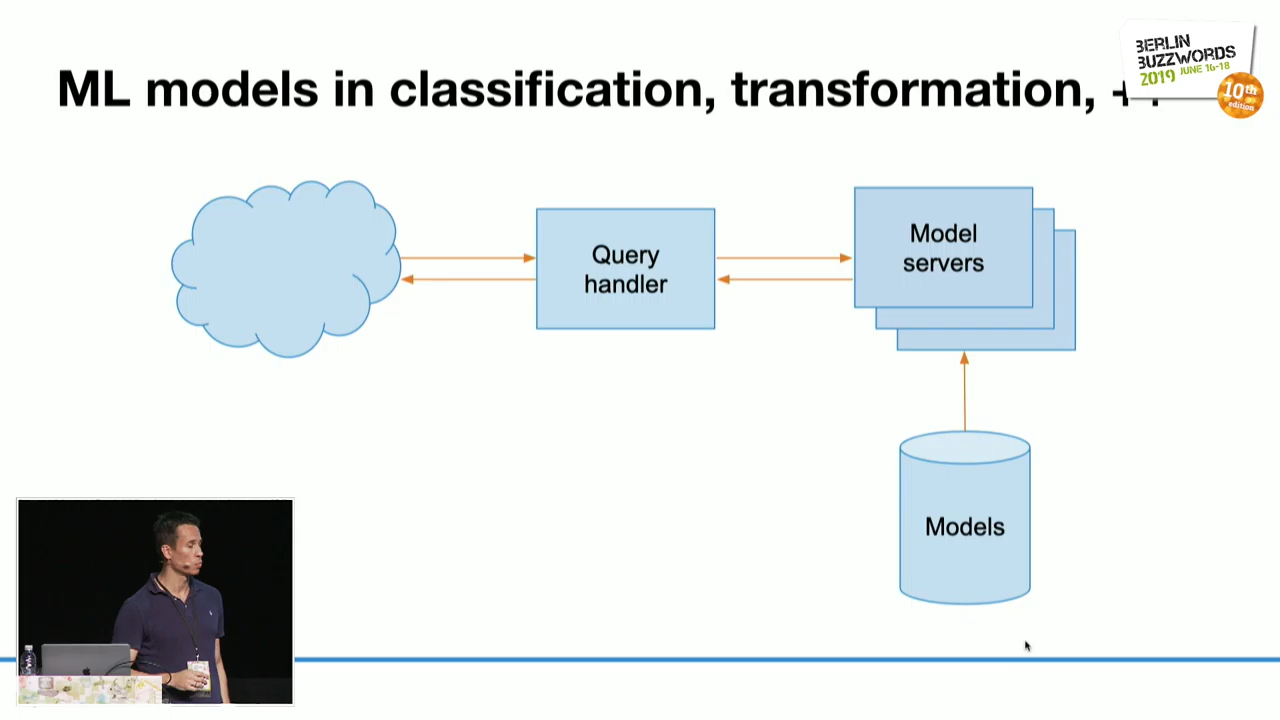 BERLIN
BUZZWORDS
2019 JUNE 16-18
10th
edition
ML models in classification, transformation,
Query
handler
Model
servers
Models